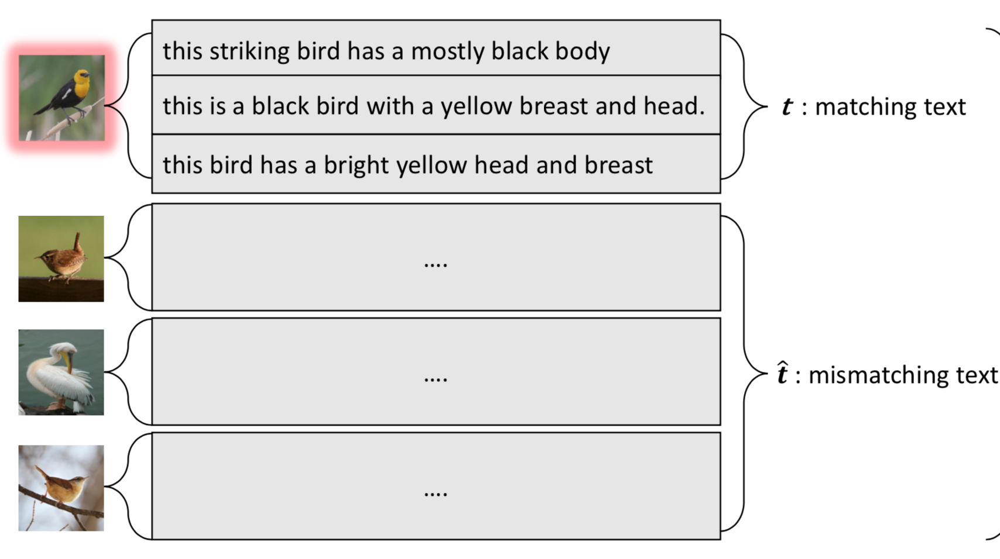 this striking bird has a mostly black body
this is a black bird with a yellow breast and head.
this bird has a bright yellow head and breast
t : matching text
....
....
t̂ : mismatching text
....